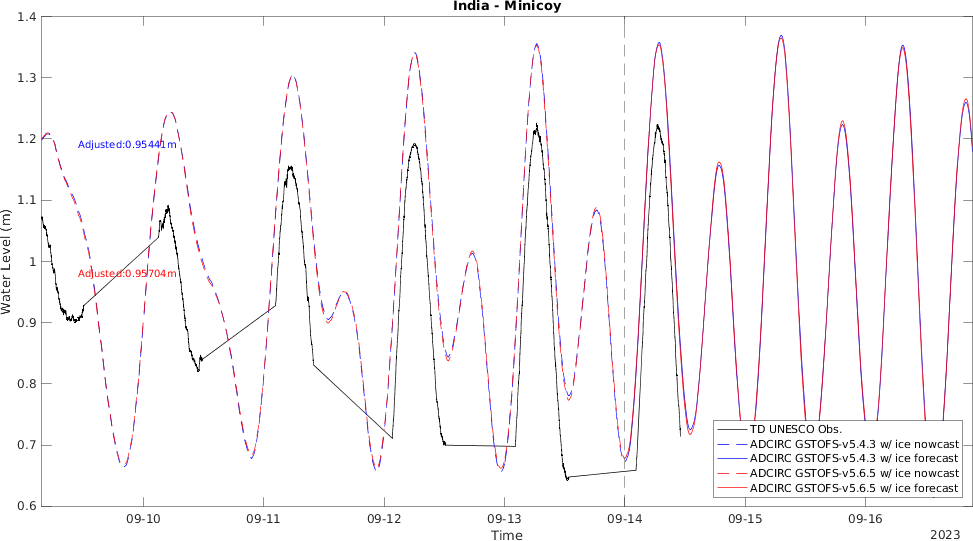 India - Minicoy
Water Level (m)
1.4
1.3
1.2
1.1
1
0.9
0.8
0.7
0.6
Adjusted:0.95441m
Adjusted:0.95704m
TD UNESCO Obs.
ADCIRC GSTOFS-v5.4.3 w/ ice nowcast
ADCIRC GSTOFS-v5.4.3 w/ ice forecast
ADCIRC GSTOFS-v5.6.5 w/ ice nowcast
ADCIRC GSTOFS-v5.6.5 w/ ice forecast
09-10 09-11 09-12 09-13 09-14 09-15 09-16
Time
2023